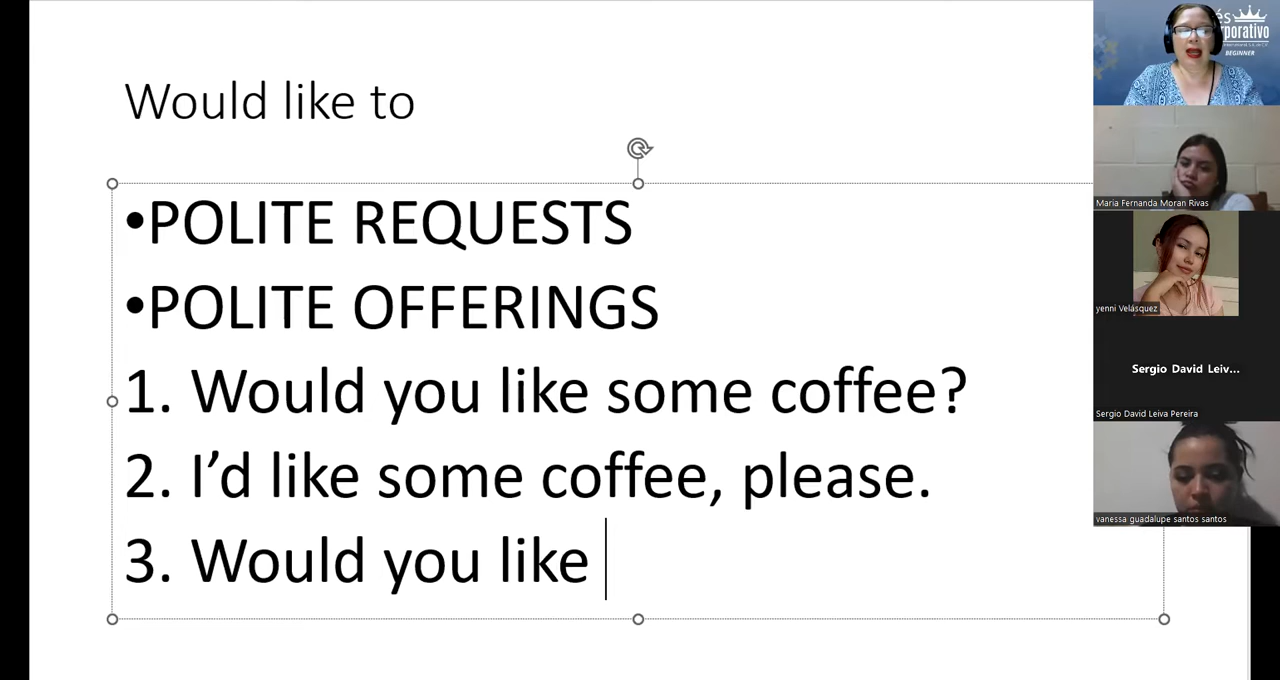 Would like to
•POLITE REQUESTS
•POLITE OFFERINGS
1. Would you like some coffee?
2. I’d like some coffee, please.
3. Would you like
és
rporativo
BEGINNER
Maria Fernanda Moran Rivas
yenni Velásquez
Sergio David Leiv...
Sergio David Leiva Pereira
vanessa guadalupe santos santos